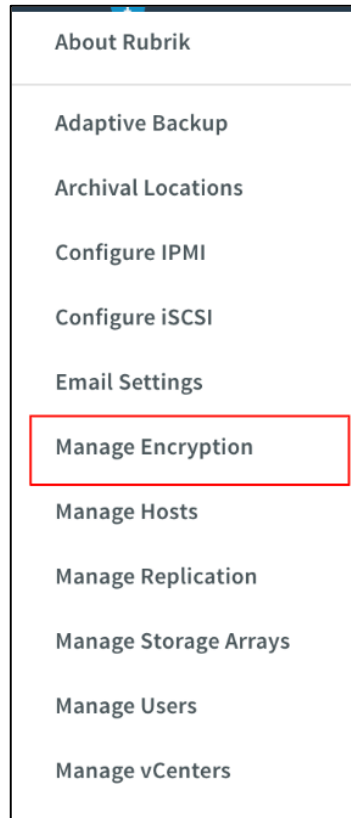 About Rubrik
Adaptive Backup
Archival Locations
Configure IPMI
Configure iSCSI
Email Settings
Manage Encryption
Manage Hosts
Manage Replication
Manage Storage Arrays
Manage Users
Manage vCenters